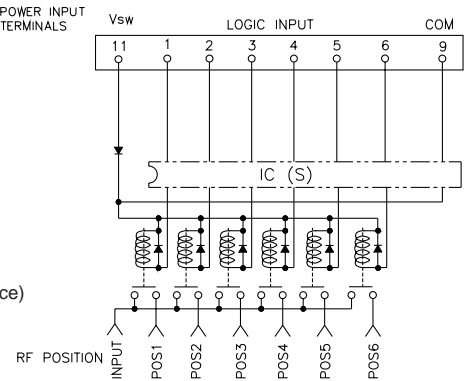 POWER INPUT
TERMINALS
Vsw
LOGIC INPUT
COM
11 1 2 3 4 5 6 9
IC (S)
ce)
RF POSITION
INPUT
POS1
POS2
POS3
POS4
POS5
POS6